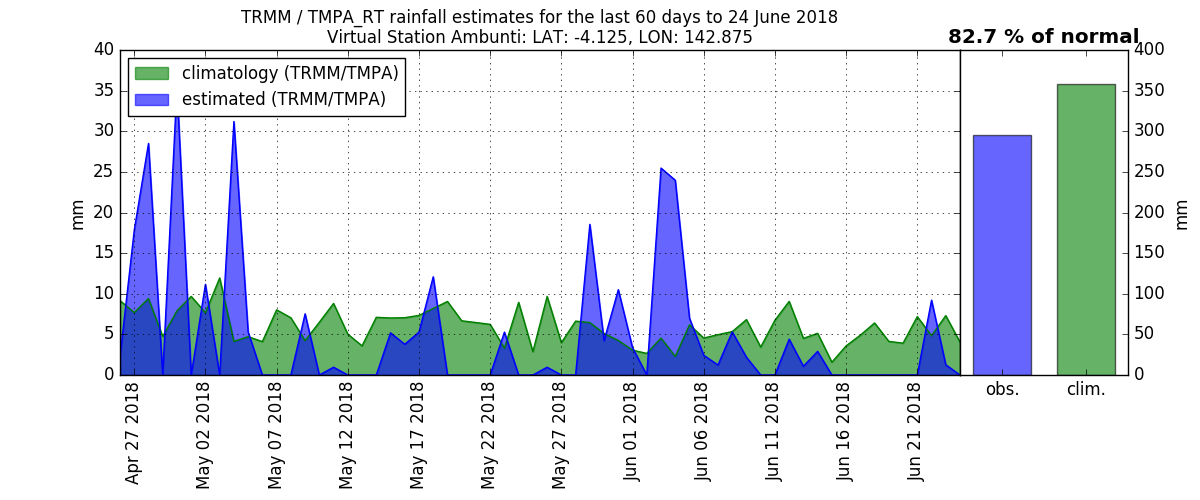 TRMM / TMPA_RT rainfall estimates for the last 60 days to 24 June 2018
Virtual Station Ambunti: LAT: -4.125, LON: 142.875
82.7 % of normal
climatology (TRMM/TMPA)
estimated (TRMM/TMPA)
40
35
30
25
20
15
10
5
0
mm
Apr 27 2018
May 02 2018
May 07 2018
May 12 2018
May 17 2018
May 22 2018
May 27 2018
Jun 01 2018
Jun 06 2018
Jun 11 2018
Jun 16 2018
Jun 21 2018
obs.
clim.
400
350
300
250
200
150
100
50
0
mm